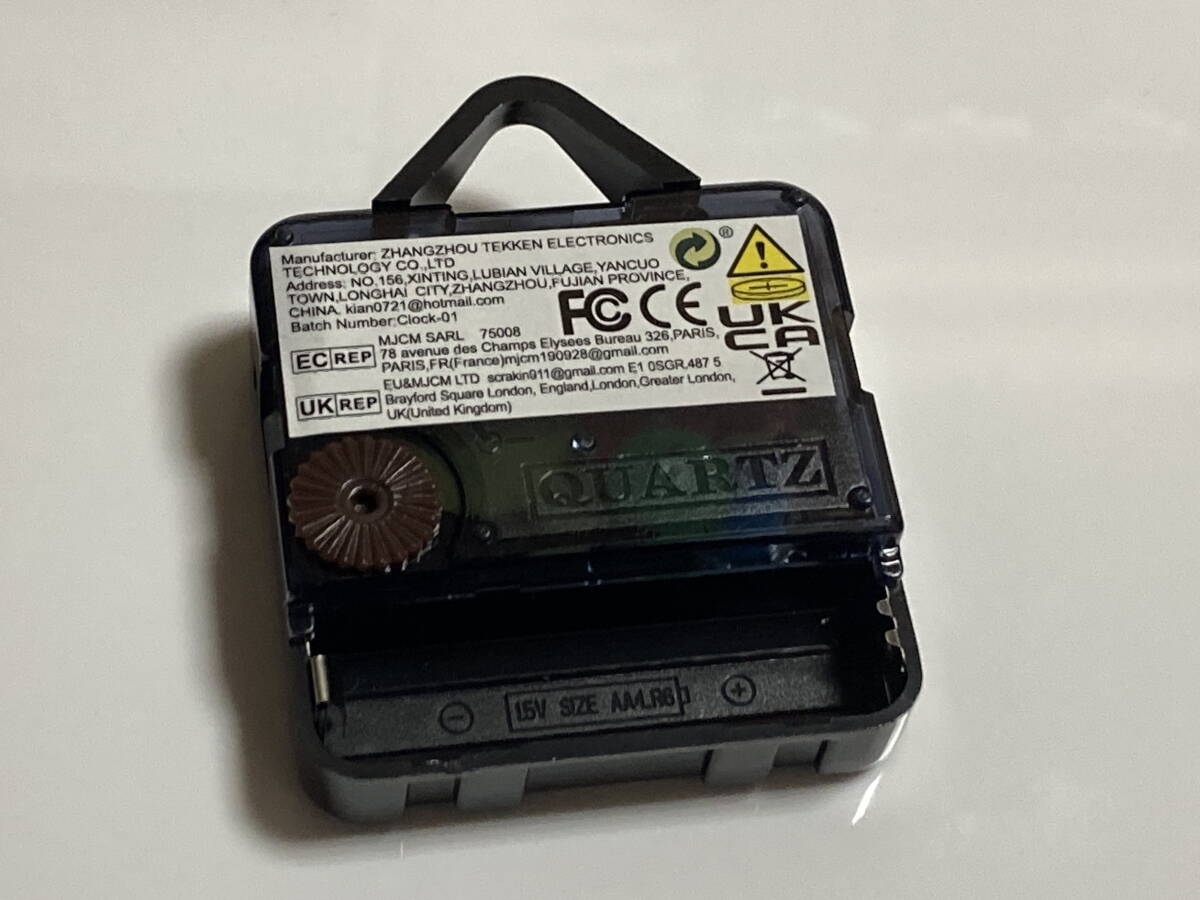 Manufacturer: ZHANGZHOU TEKKEN ELECTRONICS
TECHNOLOGY CO.,LTD
Address: NO.156,XINTING,LUBIAN VILLAGE,YANCUO
TOWN,LONGHAI CITY,ZHANGZHOU,FUJIAN PROVINCE,
CHINA. kian0721@hotmail.com
Batch Number:Clock-01
®
FC CE
UK
CA
EC REP
MJCM SARL 75008
78 avenue des Champs Elysees Bureau 326,PARIS,
PARIS,FR(France)mjcm190928@gmail.com
UK REP
EU&MJCM LTD scrakin911@gmail.com E1 0SGR,487 5
Brayford Square London, England,London,Greater London,
UK(United Kingdom)
QUARTZ
1.5V SIZE AA/LR6